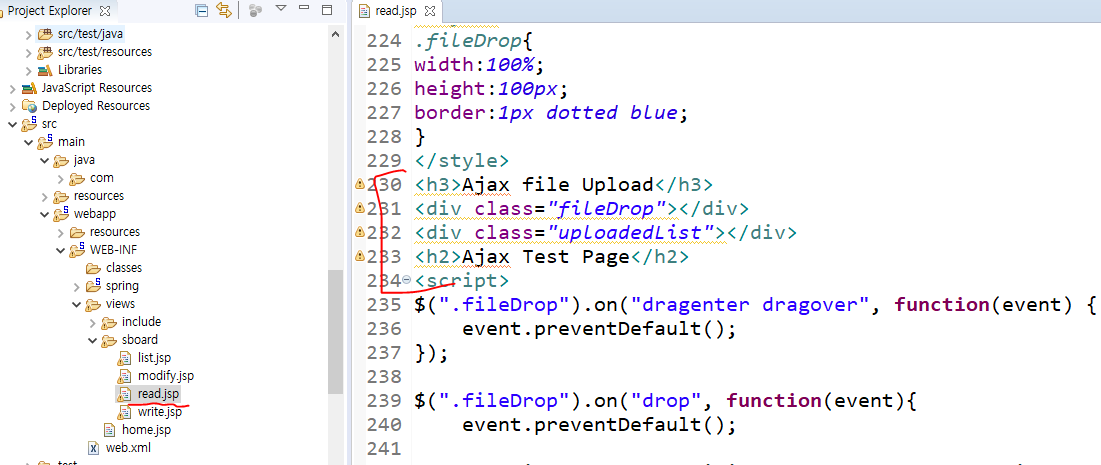 Project Explorer
src/test/java
src/test/resources
Libraries
JavaScript Resources
Deployed Resources
src
main
java
com
resources
webapp
resources
WEB-INF
classes
spring
views
include
sboard
list.jsp
modify.jsp
read.jsp
write.jsp
home.jsp
web.xml
test
read.jsp
224 .fileDrop{
225 width:100%;
226 height:100px;
227 border:1px dotted blue;
228 }
229 </style>
230 <h3>Ajax file Upload</h3>
231 <div class="fileDrop"></div>
232 <div class="uploadedList"></div>
233 <h2>Ajax Test Page</h2>
234 <script>
235 $(".fileDrop").on("dragenter dragover", function(event) {
236     event.preventDefault();
237 });
238
239 $(".fileDrop").on("drop", function(event){
240     event.preventDefault();
241